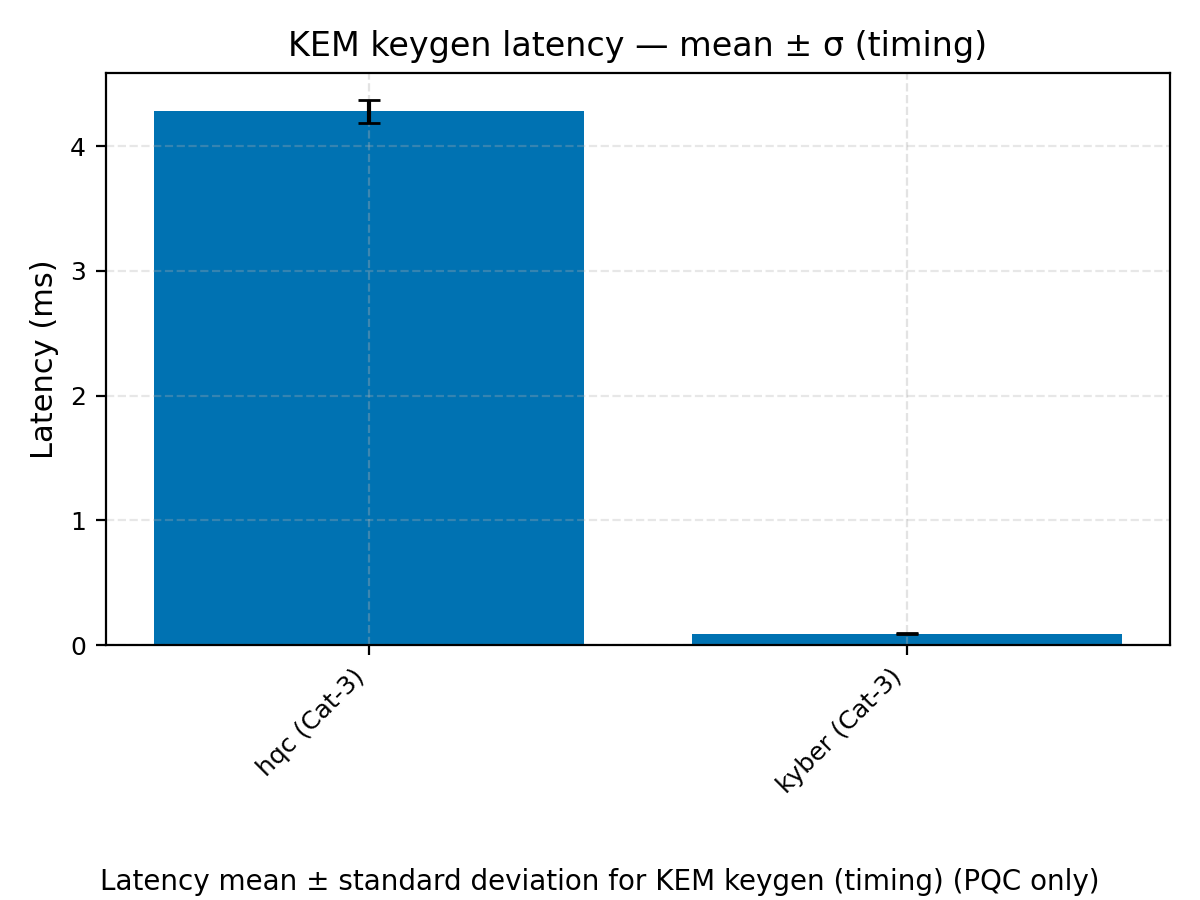 KEM keygen latency — mean ± σ (timing)
Latency (ms)
4
3
2
1
0
hqc (Cat-3)
kyber (Cat-3)
Latency mean ± standard deviation for KEM keygen (timing) (PQC only)